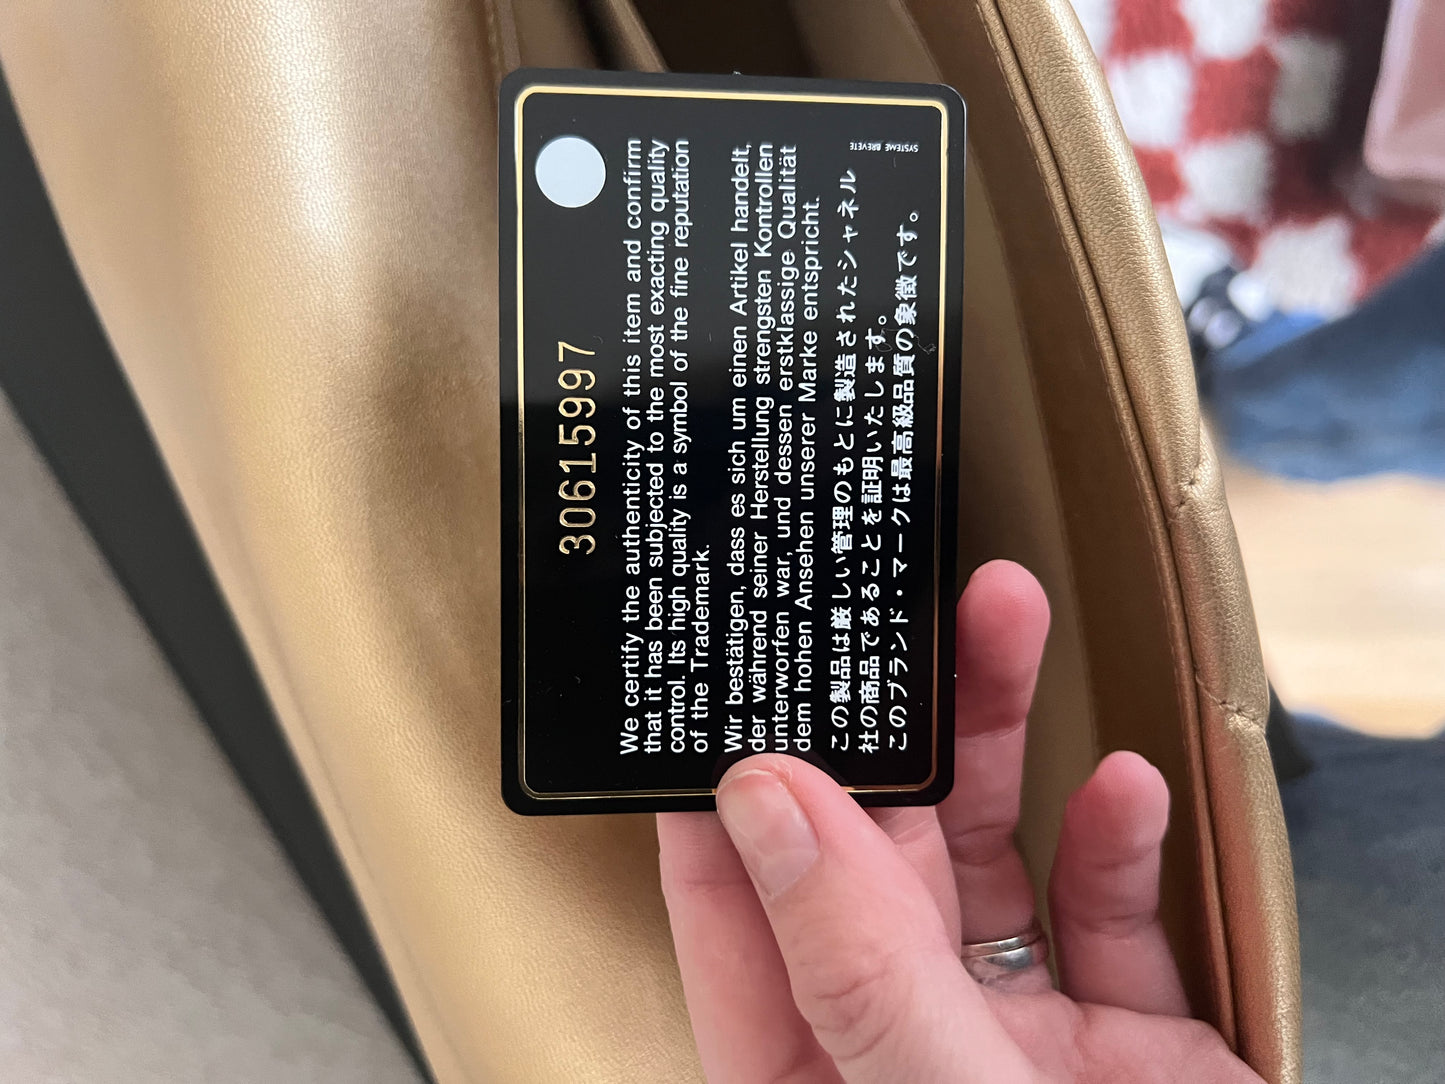 30615997
We certify the authenticity of this item and confirm
that it has been subjected to the most exacting quality
control. Its high quality is a symbol of the fine reputation
of the Trademark.
Wir bestätigen, dass es sich um einen Artikel handelt,
der während seiner Herstellung strengsten Kontrollen
unterworfen war, und dessen erstklassige Qualität
dem hohen Ansehen unserer Marke entspricht.
この製品は厳しい管理のもとに製造されたシャネル
社の商品であることを証明いたします。
このブランド・マークは最高級品質の象徴です。
SYSTEME BREVETE